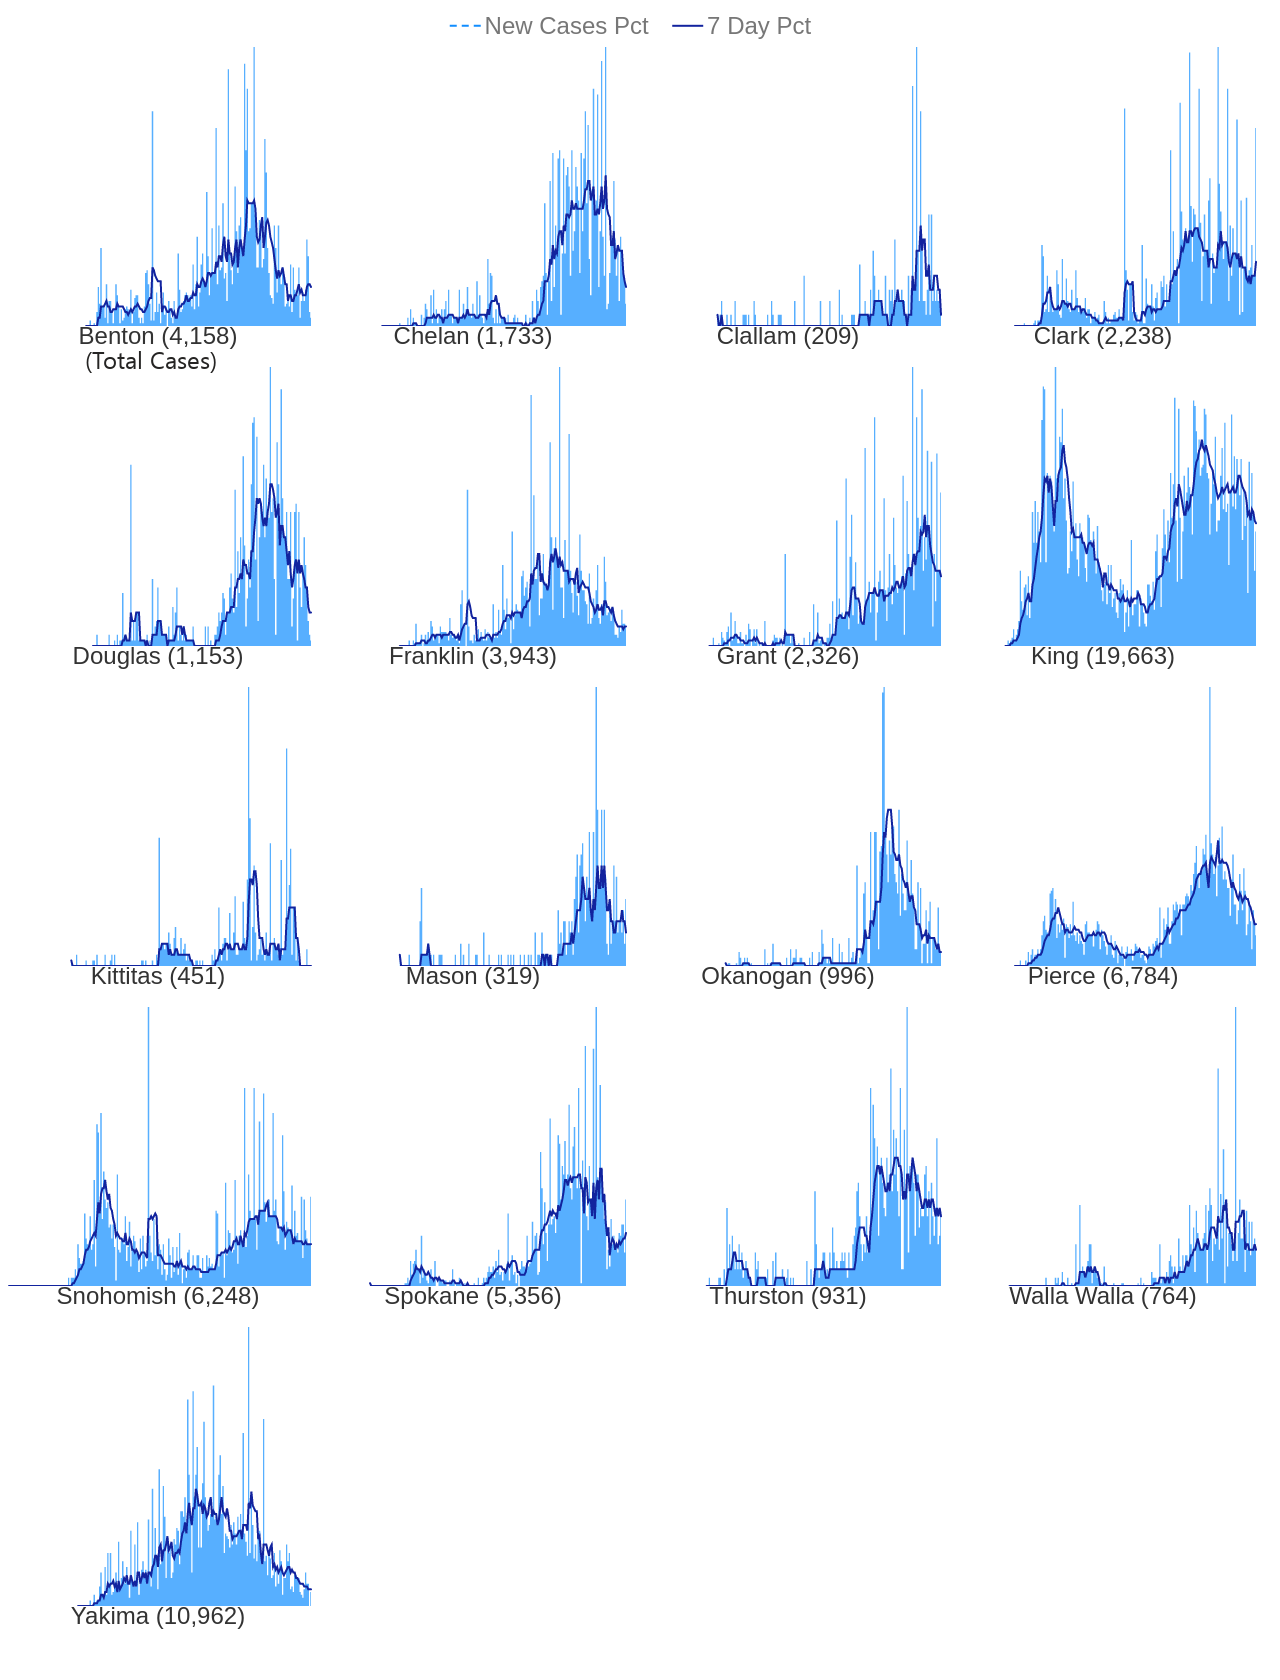 New Cases Pct 7 Day Pct
Benton (4,158) Chelan (1,733) Clallam (209) Clark (2,238)
(Total Cases)
Douglas (1,153) Franklin (3,943) Grant (2,326) King (19,663)
Kittitas (451) Mason (319) Okanogan (996) Pierce (6,784)
Snohomish (6,248) Spokane (5,356) Thurston (931) Walla Walla (764)
Yakima (10,962)